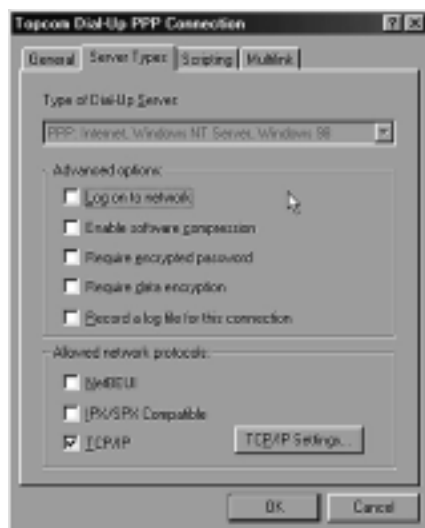 Topcom Dial-Up PPP Connection
General Server Types Scripting Multilink
Type of Dial-Up Server:
PPP: Internet, Windows NT Server, Windows 98
Advanced options:
Log on to network
Enable software compression
Require encrypted password
Require data encryption
Record a log file for this connection
Allowed network protocols:
NetBEUI
IPX/SPX Compatible
TCP/IP TCP/IP Settings...
OK Cancel